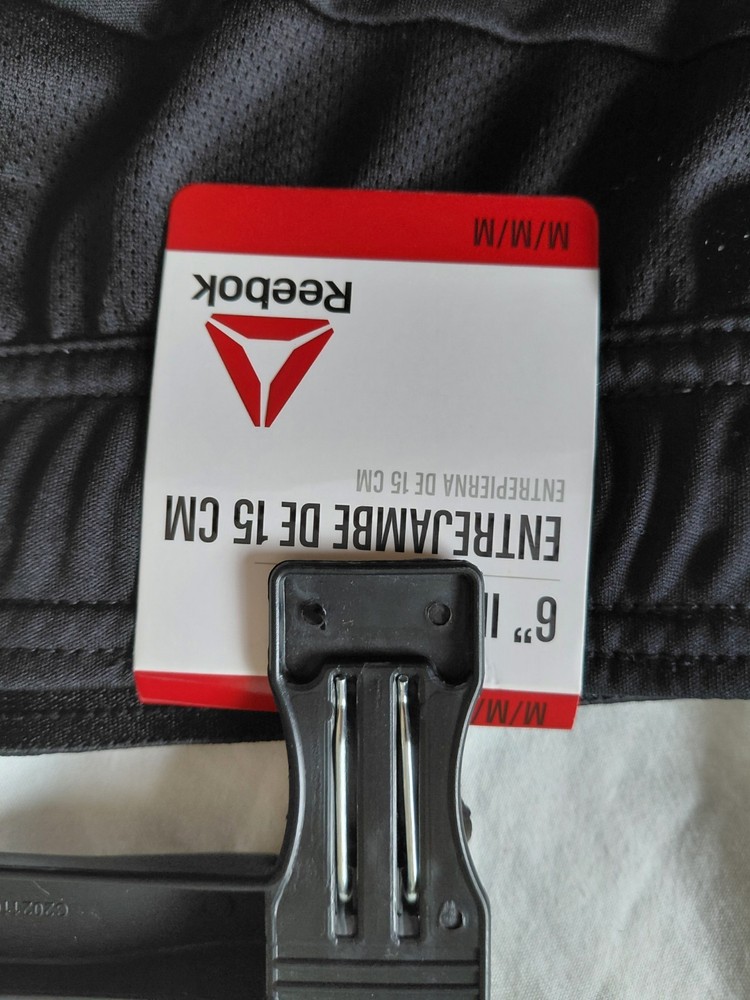 M/M/
6”
ENTREJAMBE DE 15 CM
ENTREPIERNA DE 15 CM
Reebok
M/M/M